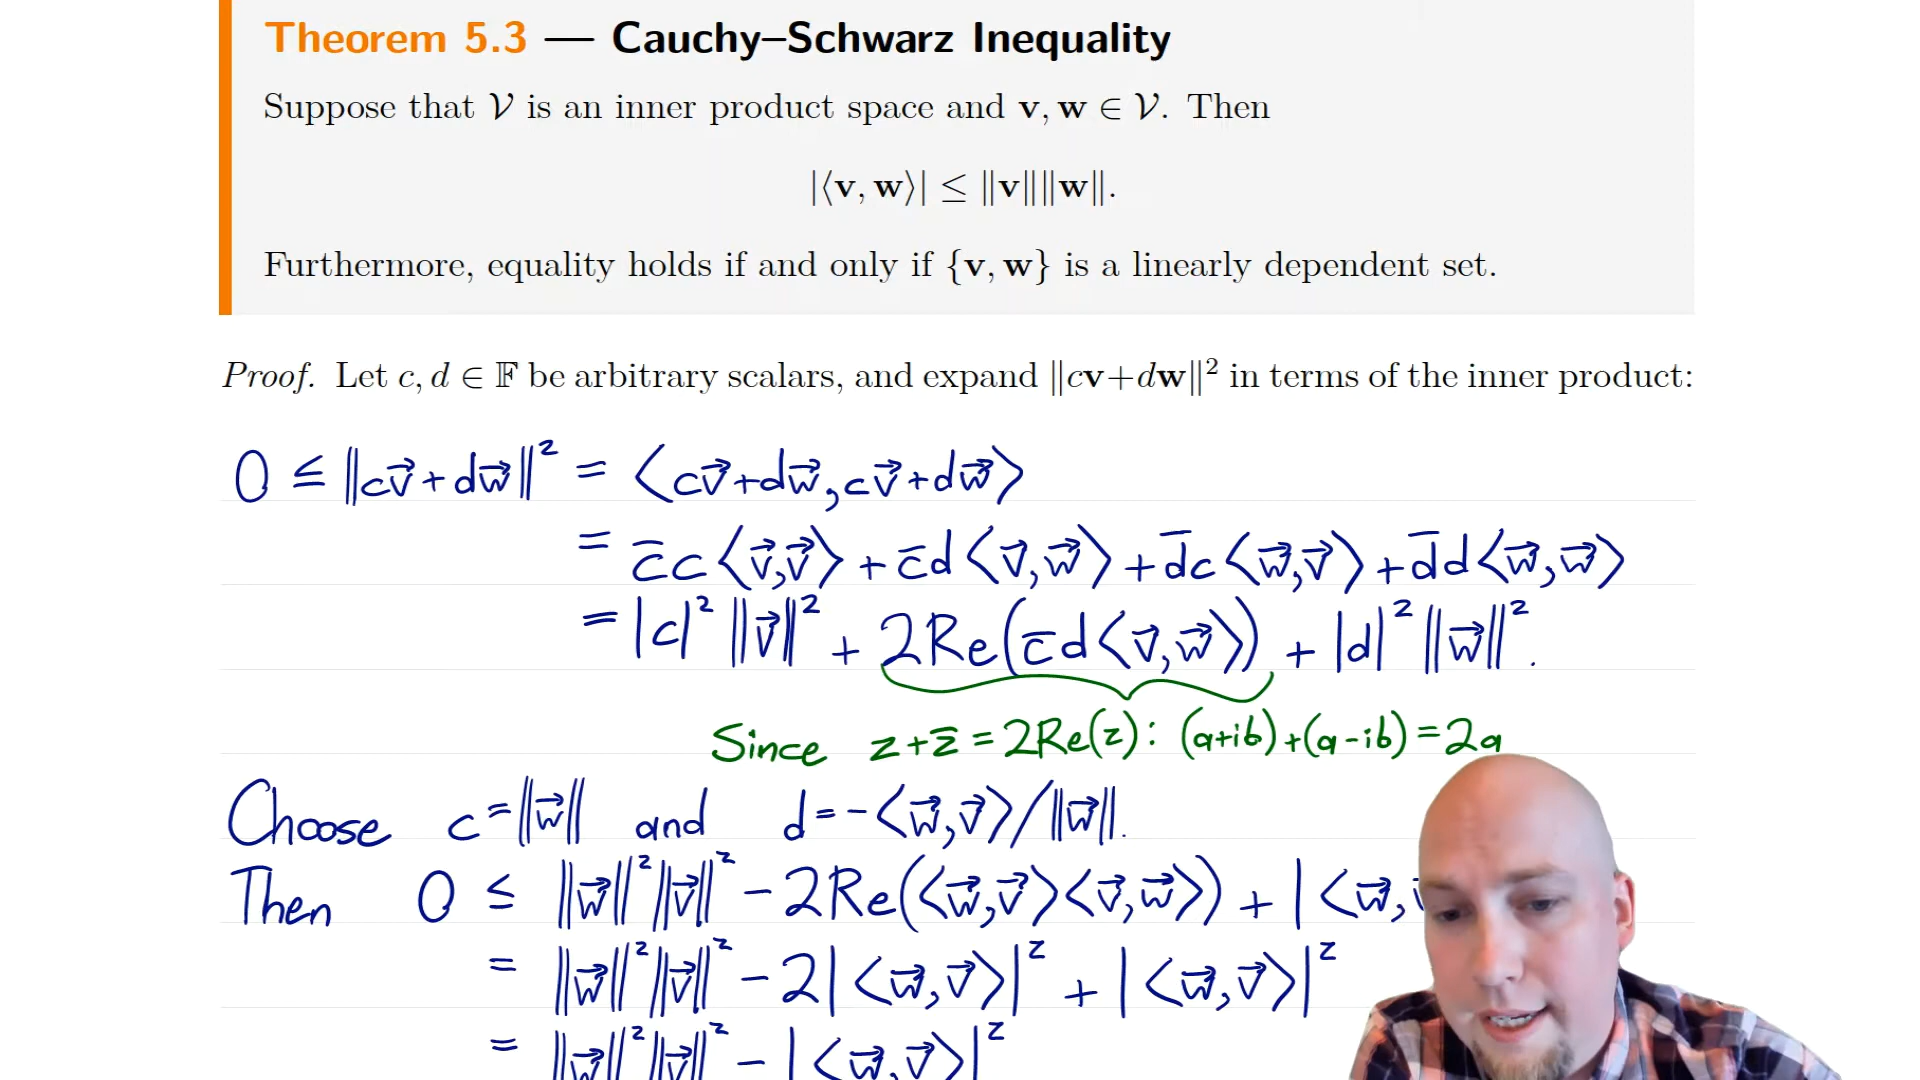 Theorem 5.3 — Cauchy–Schwarz Inequality
Suppose that 𝒱 is an inner product space and v, w ∈ 𝒱. Then
|⟨v, w⟩| ≤ ‖v‖‖w‖.
Furthermore, equality holds if and only if {v, w} is a linearly dependent set.
Proof. Let c, d ∈ 𝔽 be arbitrary scalars, and expand ‖cv+dw‖² in terms of the inner product:
0 ≤ ‖cv⃗ + dw⃗‖² = ⟨cv⃗ + dw⃗, cv⃗ + dw⃗⟩
= c̄c⟨v⃗,v⃗⟩ + c̄d⟨v⃗,w⃗⟩ + d̄c⟨w⃗,v⃗⟩ + d̄d⟨w⃗,w⃗⟩
= |c|²‖v⃗‖² + 2Re(c̄d⟨v⃗,w⃗⟩) + |d|²‖w⃗‖².
Since z + z̄ = 2Re(z): (a+ib)+(a-ib) = 2a
Choose c = ‖w⃗‖ and d = -⟨w⃗,v⃗⟩/‖w⃗‖.
Then 0 ≤ ‖w⃗‖²‖v⃗‖² - 2Re(⟨w⃗,v⃗⟩⟨v⃗,w⃗⟩) + |⟨w⃗,
= ‖w⃗‖²‖v⃗‖² - 2|⟨w⃗,v⃗⟩|² + |⟨w⃗,v⃗⟩|²
= ‖w⃗‖²‖v⃗‖² - |⟨w⃗,v⃗⟩|²